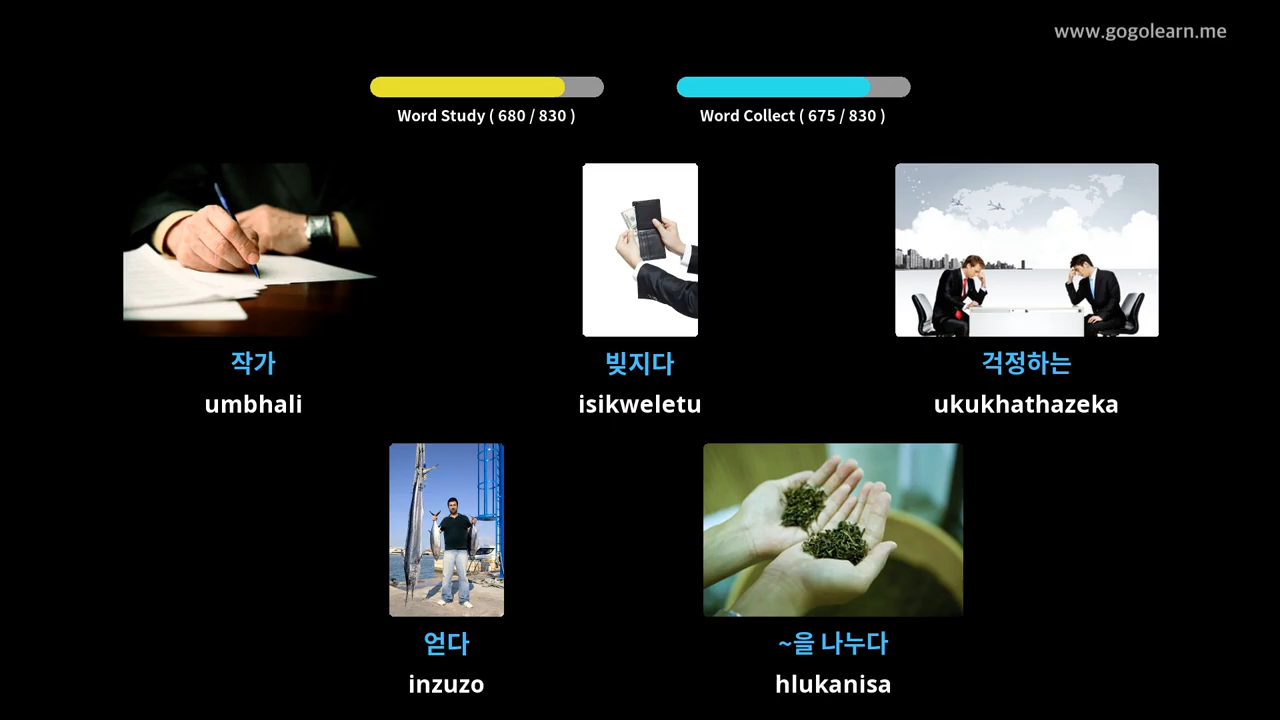 www.gogolearn.me
Word Study ( 680 / 830 )
Word Collect ( 675 / 830 )
작가
빚지다
걱정하는
umbhali
isikweletu
ukukhathazeka
얻다
~을 나누다
inzuzo
hlukanisa